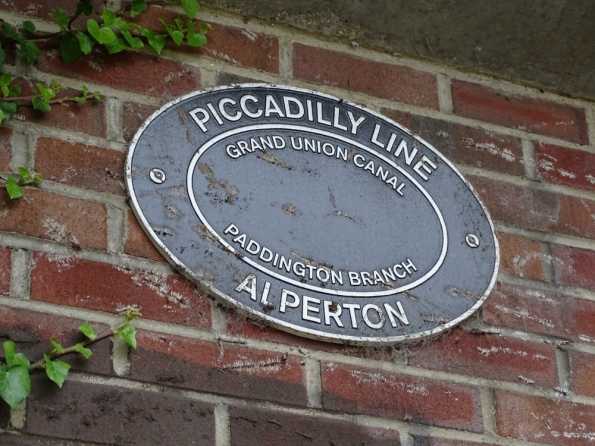 PICCADILLY LINE
GRAND UNION CANAL
PADDINGTON BRANCH
ALPERTON